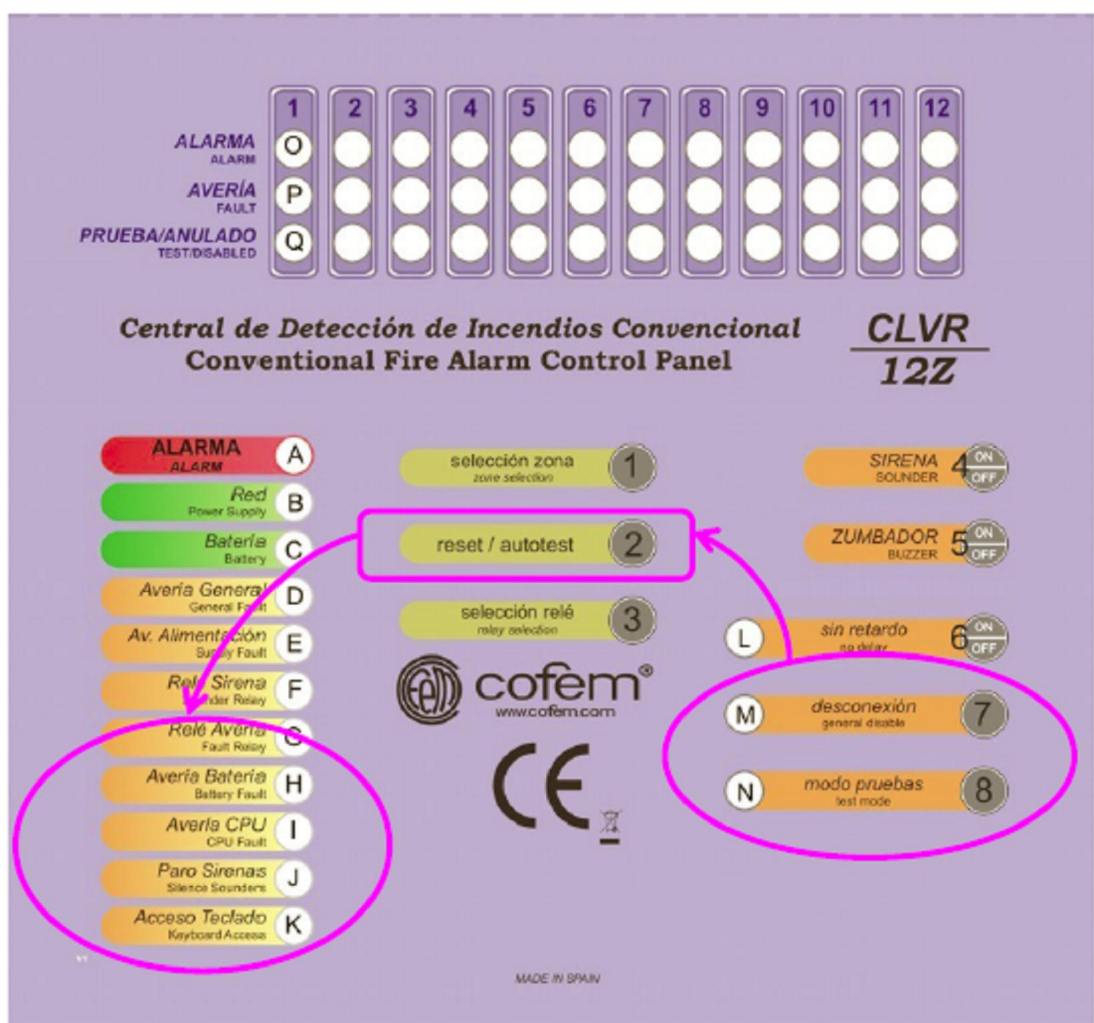 1 2 3 4 5 6 7 8 9 10 11 12
ALARMA
ALARM
O
AVERÍA
FAULT
P
PRUEBA/ANULADO
TEST/DISABLED
Q
Central de Detección de Incendios Convencional
Conventional Fire Alarm Control Panel
CLVR
12Z
ALARMA
ALARM
A
Red
Power Supply
B
Batería
Battery
C
Avería General
General Fault
D
Av. Alimentación
Supply Fault
E
Relé Sirena
Sounder Relay
F
Relé Avería
Fault Relay
G
Avería Batería
Battery Fault
H
Avería CPU
CPU Fault
I
Paro Sirenas
Silence Sounders
J
Acceso Teclado
Keyboard Access
K
selección zona
zone selection
1
reset / autotest
2
selección relé
relay selection
3
cofem®
www.cofem.com
CE
SIRENA
SOUNDER
4
ON
OFF
ZUMBADOR
BUZZER
5
ON
OFF
L
sin retardo
no delay
6
ON
OFF
M
desconexión
general disable
7
N
modo pruebas
test mode
8
MADE IN SPAIN